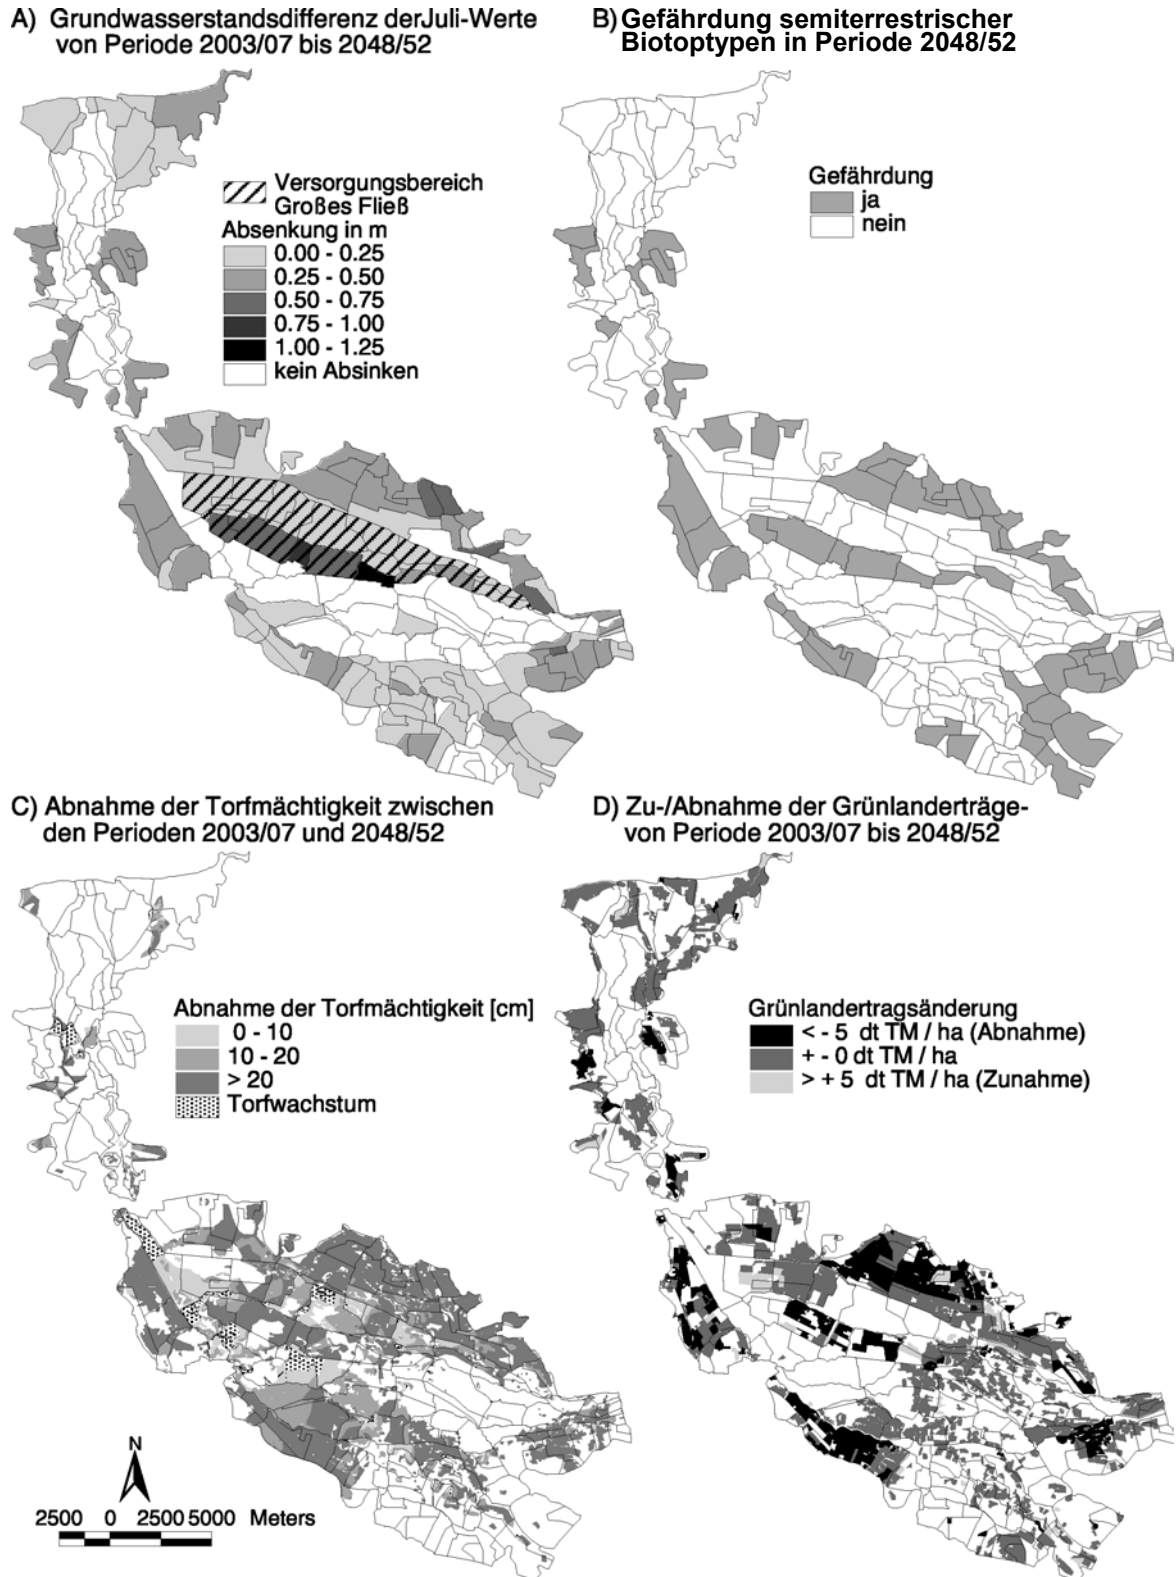 A) Grundwasserstandsdifferenz derJuli-Werte
von Periode 2003/07 bis 2048/52
Versorgungsbereich
Großes Fließ
Absenkung in m
0.00 - 0.25
0.25 - 0.50
0.50 - 0.75
0.75 - 1.00
1.00 - 1.25
kein Absinken
B) Gefährdung semiterrestrischer
Biotoptypen in Periode 2048/52
Gefährdung
ja
nein
C) Abnahme der Torfmächtigkeit zwischen
den Perioden 2003/07 und 2048/52
Abnahme der Torfmächtigkeit [cm]
0 - 10
10 - 20
> 20
Torfwachstum
N
2500 0 2500 5000 Meters
D) Zu-/Abnahme der Grünlanderträge-
von Periode 2003/07 bis 2048/52
Grünlandertragsänderung
< - 5 dt TM / ha (Abnahme)
+ - 0 dt TM / ha
> + 5 dt TM / ha (Zunahme)